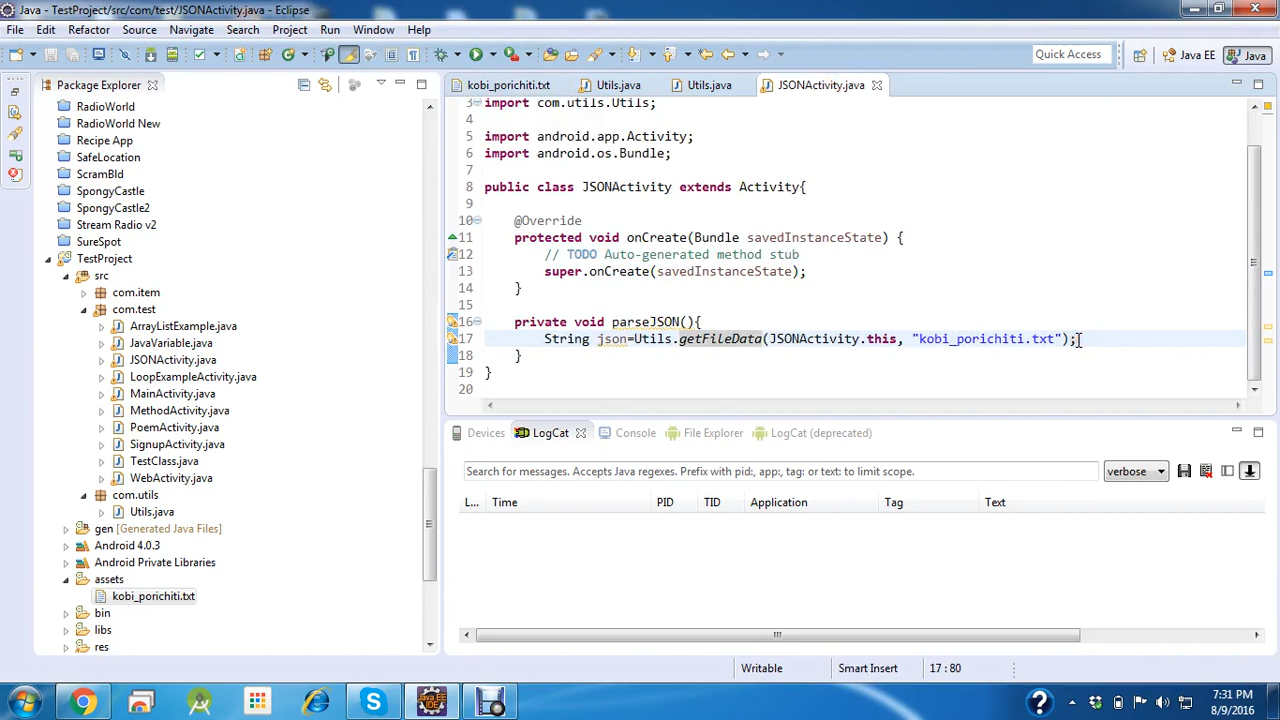 Java - TestProject/src/com/test/JSONActivity.java - Eclipse
File Edit Refactor Source Navigate Search Project Run Window Help
Quick Access Java EE Java
Package Explorer
RadioWorld
RadioWorld New
Recipe App
SafeLocation
ScramBld
SpongyCastle
SpongyCastle2
Stream Radio v2
SureSpot
TestProject
src
com.item
com.test
ArrayListExample.java
JavaVariable.java
JSONActivity.java
LoopExampleActivity.java
MainActivity.java
MethodActivity.java
PoemActivity.java
SignupActivity.java
TestClass.java
WebActivity.java
com.utils
Utils.java
gen [Generated Java Files]
Android 4.0.3
Android Private Libraries
assets
kobi_porichiti.txt
bin
libs
res
kobi_porichiti.txt Utils.java Utils.java JSONActivity.java
3 import com.utils.Utils;
4
5 import android.app.Activity;
6 import android.os.Bundle;
7
8 public class JSONActivity extends Activity{
9
10 @Override
11 protected void onCreate(Bundle savedInstanceState) {
12 // TODO Auto-generated method stub
13 super.onCreate(savedInstanceState);
14 }
15
16 private void parseJSON(){
17 String json=Utils.getFileData(JSONActivity.this, "kobi_porichiti.txt");
18 }
19 }
20
Devices LogCat Console File Explorer LogCat (deprecated)
Search for messages. Accepts Java regexes. Prefix with pid:, app:, tag: or text: to limit scope. verbose
L... Time PID TID Application Tag Text
Writable Smart Insert 17 : 80
7:31 PM
8/9/2016